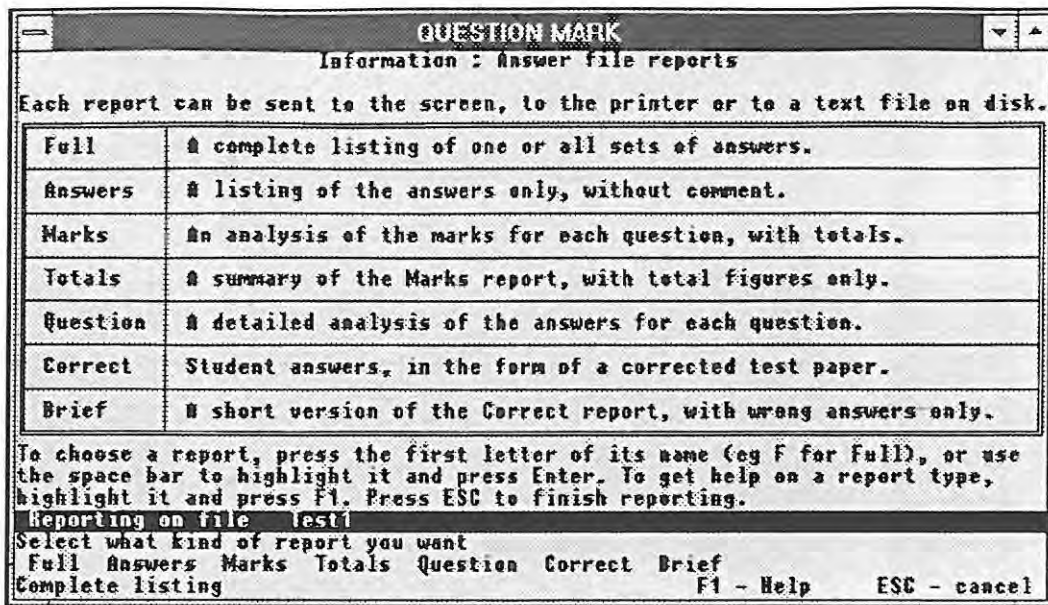 QUESTION MARK
Information : Answer file reports
Each report can be sent to the screen, to the printer or to a text file on disk.
Full A complete listing of one or all sets of answers.
Answers A listing of the answers only, without comment.
Marks An analysis of the marks for each question, with totals.
Totals A summary of the Marks report, with total figures only.
Question A detailed analysis of the answers for each question.
Correct Student answers, in the form of a corrected test paper.
Brief A short version of the Correct report, with wrong answers only.
To choose a report, press the first letter of its name (eg F for Full), or use
the space bar to highlight it and press Enter. To get help on a report type,
highlight it and press F1. Press ESC to finish reporting.
Reporting on file Test1
Select what kind of report you want
Full Answers Marks Totals Question Correct Brief
Complete listing F1 - Help ESC - cancel